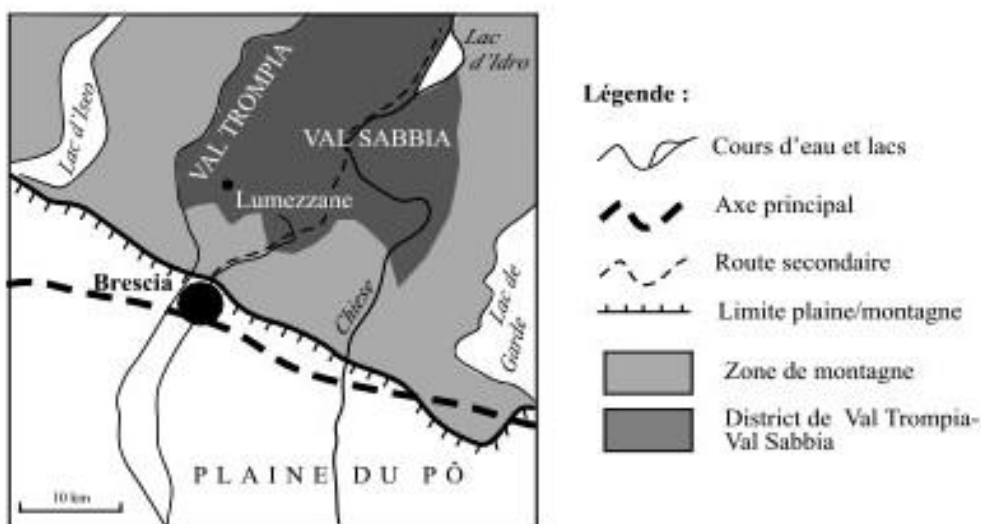 Lac d'Iseo
VAL TROMPIA
Lac
d'Idro
VAL SABBIA
Lumezzane
Brescia
Chiese
Lac de
Garde
PLAINE DU PÔ
10 km
Légende :
Cours d'eau et lacs
Axe principal
Route secondaire
Limite plaine/montagne
Zone de montagne
District de Val Trompia-
Val Sabbia